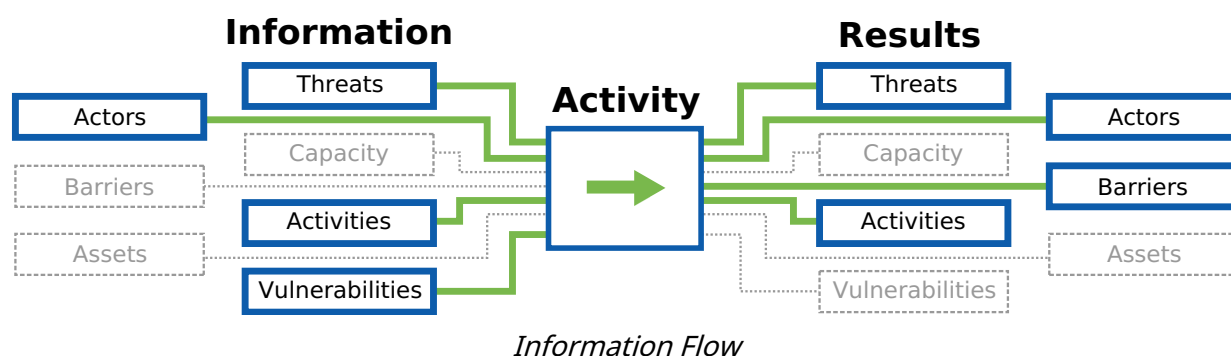 Information
Results
Activity
Threats
Actors
Capacity
Barriers
Activities
Assets
Vulnerabilities
Threats
Actors
Capacity
Barriers
Activities
Assets
Vulnerabilities
Information Flow